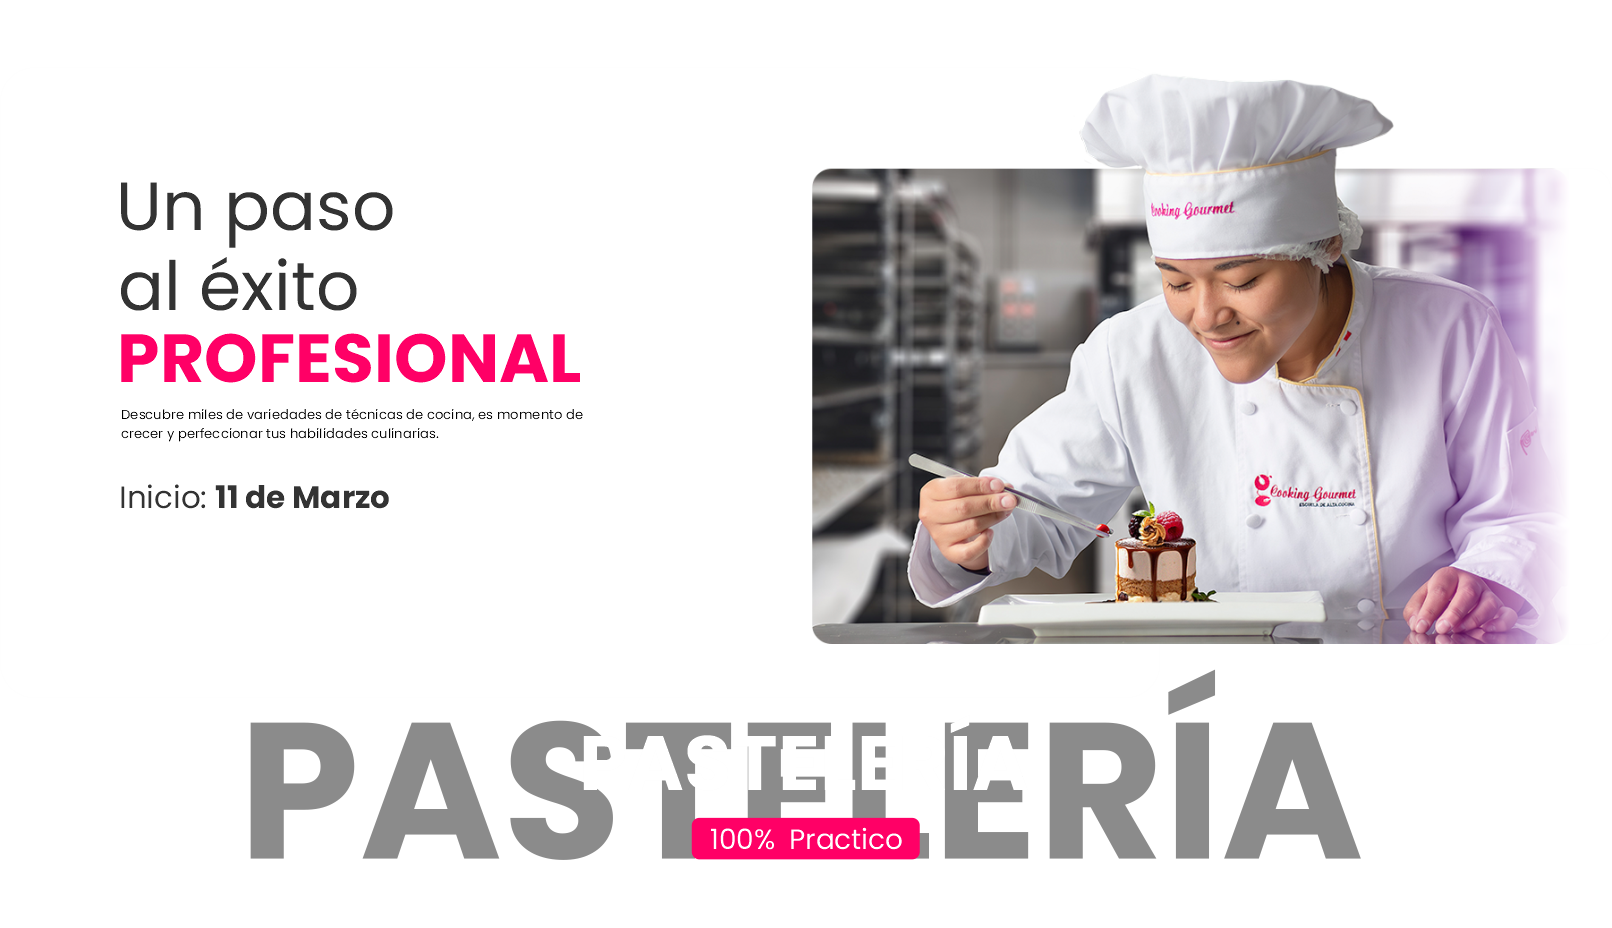 Un paso
al éxito
PROFESIONAL
Descubre miles de variedades de técnicas de cocina, es momento de
crecer y perfeccionar tus habilidades culinarias.
Inicio: 11 de Marzo
Cooking Gourmet
Cooking Gourmet
ESCUELA DE ALTA COCINA
PASTELERÍA
PASTELERÍA
100% Practico